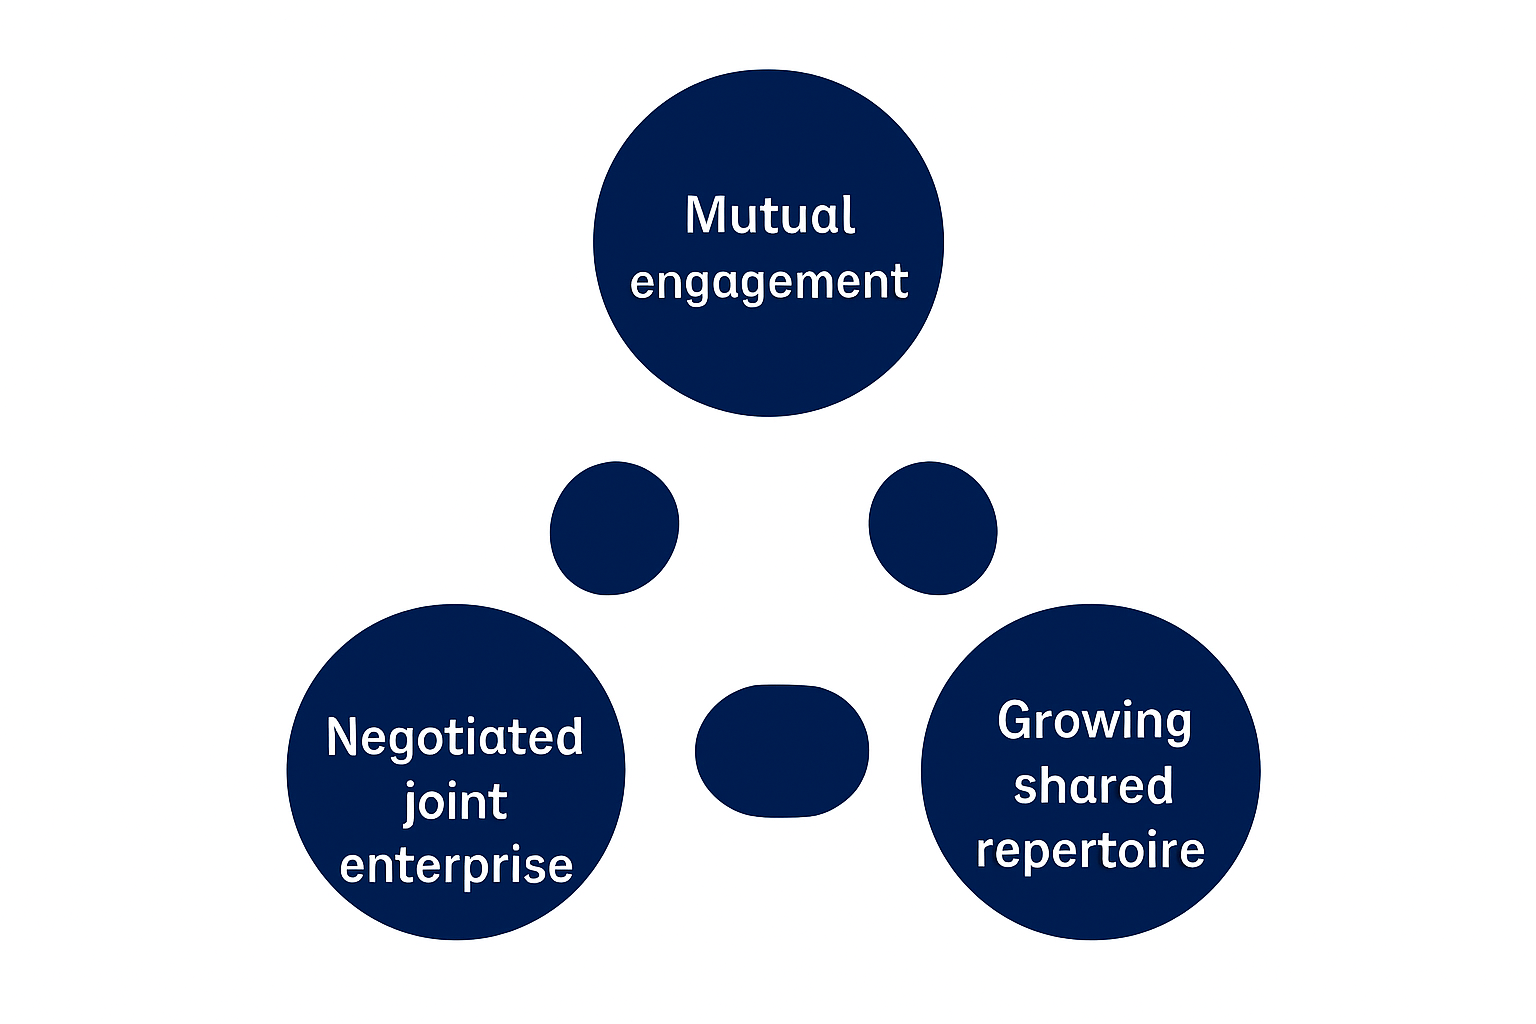 Mutual
engagement
Negotiated
joint
enterprise
Growing
shared
repertoire